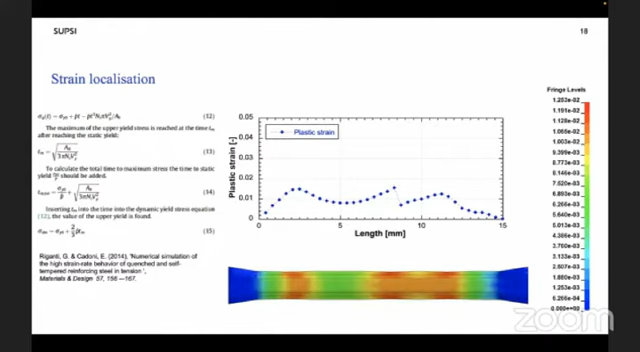 SUPSI
18
Strain localisation
The maximum of the upper yield stress is reached at the time tₘ
after reaching the static yield:
(12)
(13)
To calculate the total time to maximum stress the time to static
yield should be added.
(14)
Inserting tₘ into the time into the dynamic yield stress equation
(12), the value of the upper yield is found.
(15)
Riganti, G. & Cadoni, E. (2014), 'Numerical simulation of
the high strain-rate behavior of quenched and self-
tempered reinforcing steel in tension',
Materials & Design 57, 156—167.
Plastic strain [-]
0.05
0.04
0.03
0.02
0.01
0
Plastic strain
0
5
10
15
Length [mm]
Fringe Levels
1.253e-02
1.191e-02
1.128e-02
1.065e-02
1.002e-02
9.399e-03
8.773e-03
8.146e-03
7.520e-03
6.893e-03
6.266e-03
5.640e-03
5.013e-03
4.386e-03
3.760e-03
3.133e-03
2.507e-03
1.880e-03
1.253e-03
6.266e-04
0.000e+00
zoom